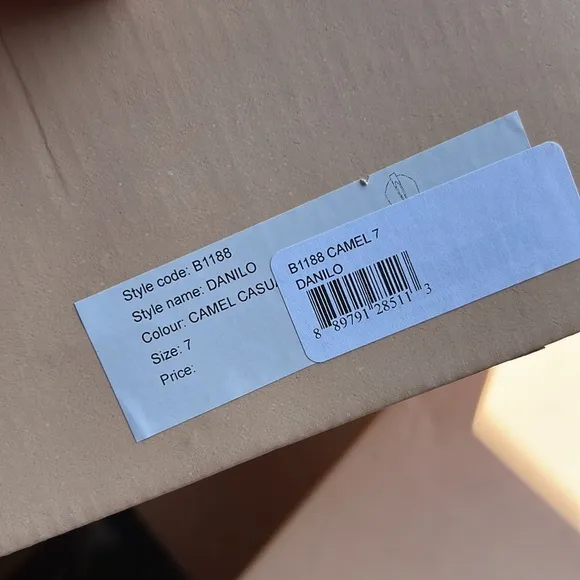 Style code: B1188
Style name: DANILO
Colour: CAMEL CASU
Size: 7
Price:
B1188 CAMEL 7
DANILO
8 89791 28511 3